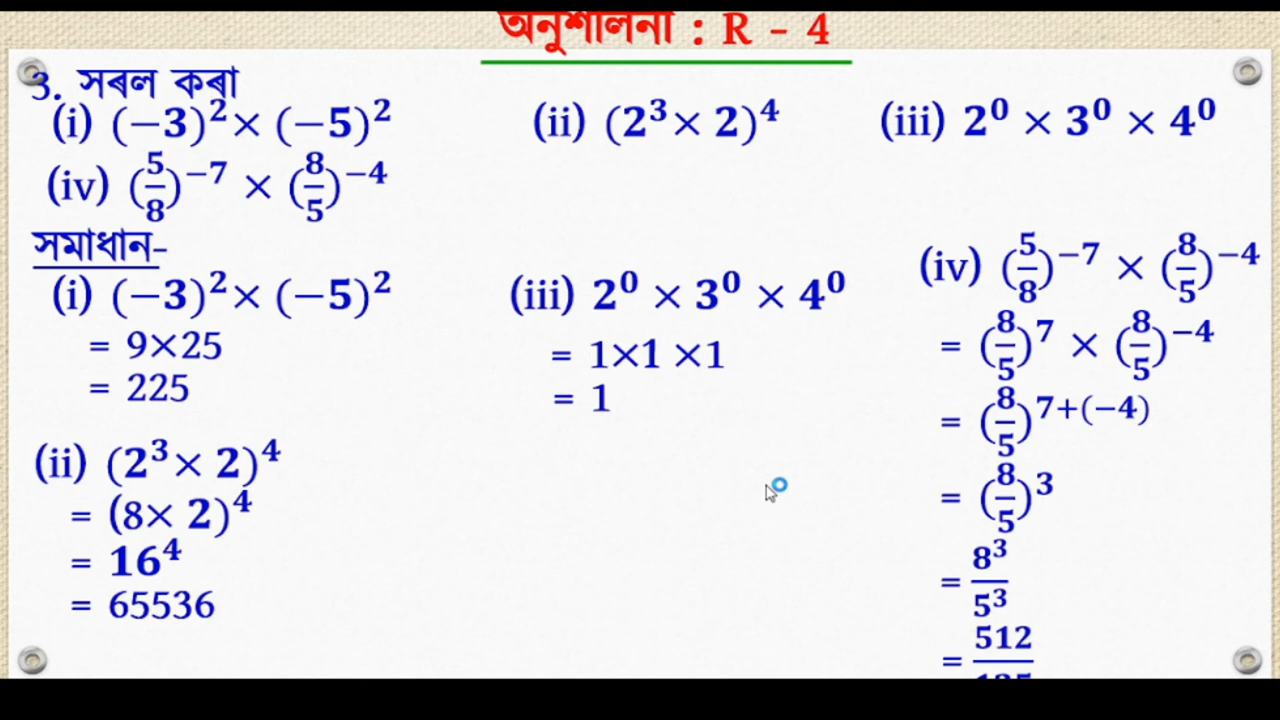 অনুশীলনী : R - 4
3. সৰল কৰা
(i) (−3)² × (−5)² (ii) (2³ × 2)⁴ (iii) 2⁰ × 3⁰ × 4⁰
(iv) (5/8)⁻⁷ × (8/5)⁻⁴
সমাধান-
(i) (−3)² × (−5)²
= 9×25
= 225
(ii) (2³ × 2)⁴
= (8× 2)⁴
= 16⁴
= 65536
(iii) 2⁰ × 3⁰ × 4⁰
= 1×1 ×1
= 1
(iv) (5/8)⁻⁷ × (8/5)⁻⁴
= (8/5)⁷ × (8/5)⁻⁴
= (8/5)⁷⁺⁽⁻⁴⁾
= (8/5)³
= 8³/5³
= 512/125